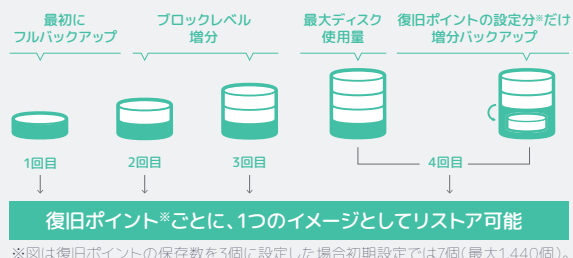 最初に
フルバックアップ
ブロックレベル
増分
最大ディスク
使用量
復旧ポイントの設定分※だけ
増分バックアップ
1回目
2回目
3回目
4回目
復旧ポイント※ごとに、1つのイメージとしてリストア可能
※図は復旧ポイントの保存数を3個に設定した場合初期設定では7個(最大1,440個)。